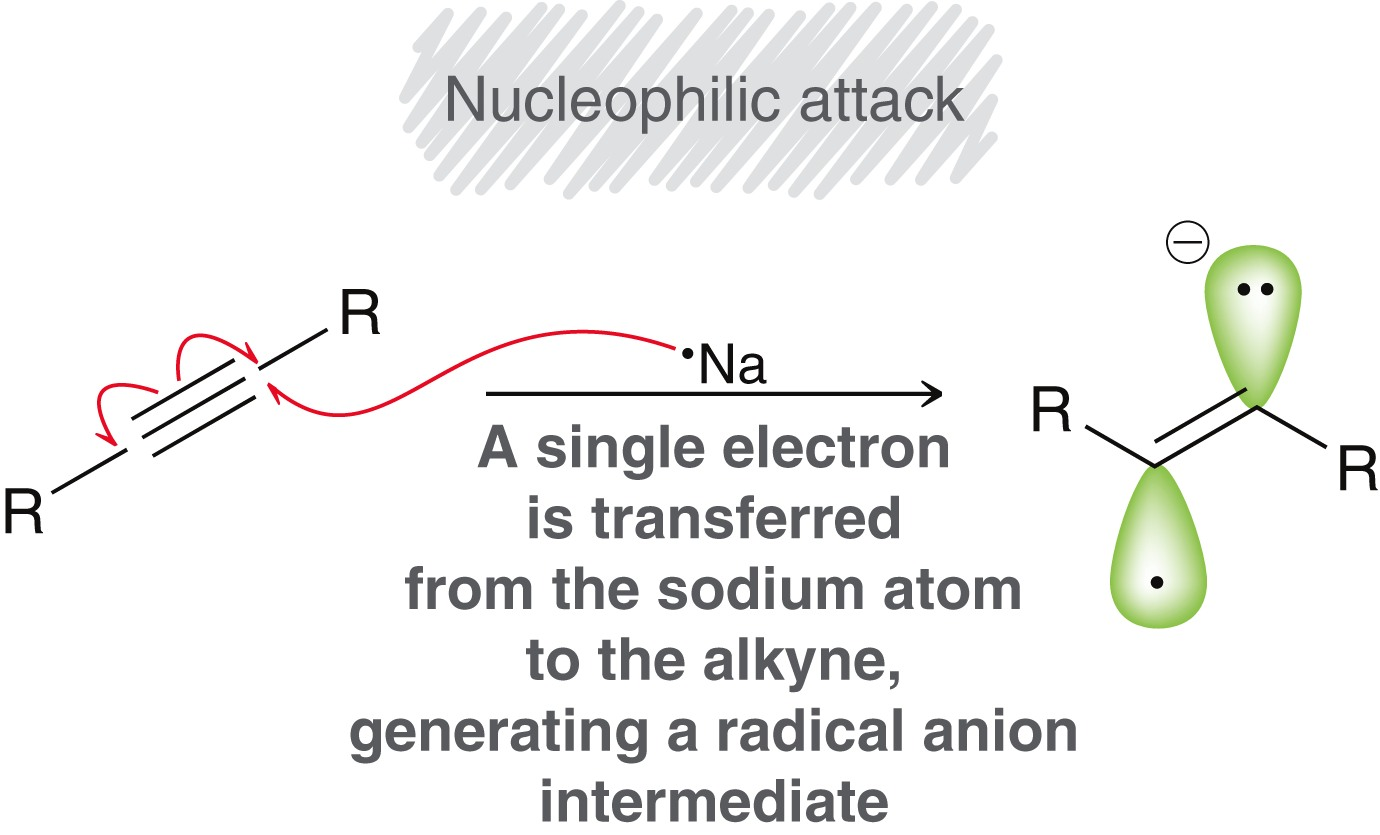 Nucleophilic attack
R
•Na
⊖
R
R
R
A single electron
is transferred
from the sodium atom
to the alkyne,
generating a radical anion
intermediate